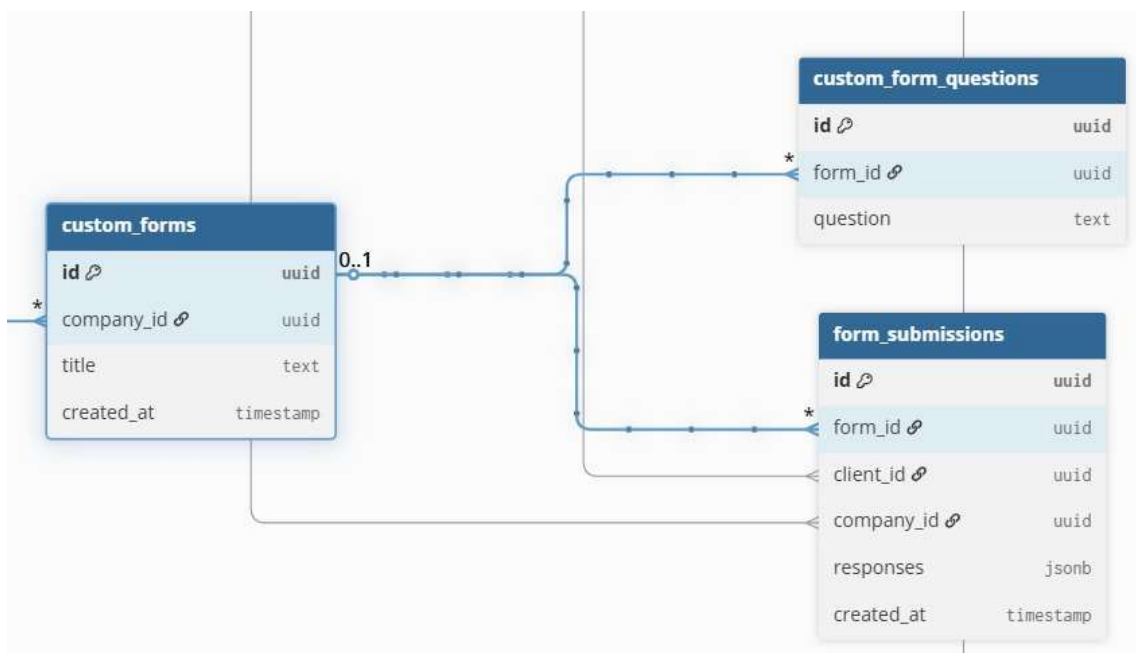 custom_forms
id uuid
company_id uuid
title text
created_at timestamp
0..1
*
*
custom_form_questions
id uuid
form_id uuid
question text
*
form_submissions
id uuid
form_id uuid
client_id uuid
company_id uuid
responses jsonb
created_at timestamp